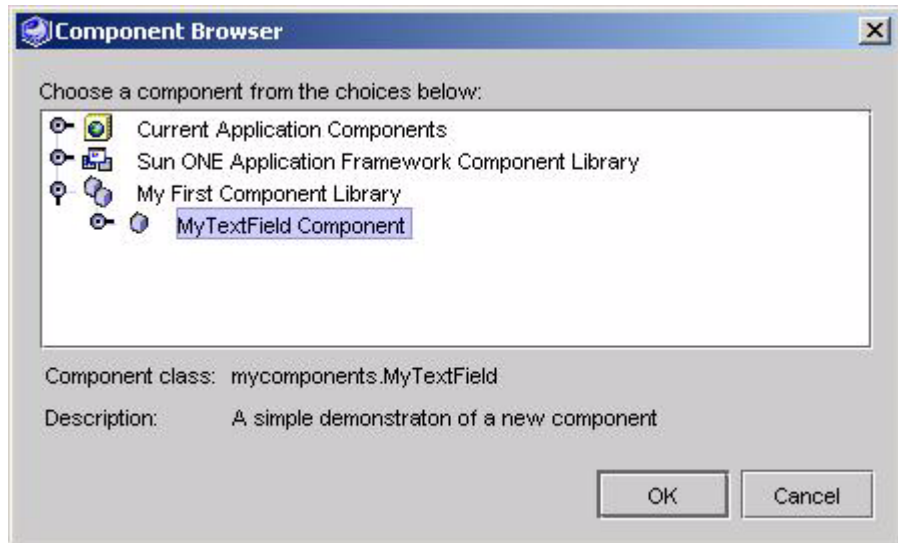 Component Browser
Choose a component from the choices below:
Current Application Components
Sun ONE Application Framework Component Library
My First Component Library
MyTextField Component
Component class: mycomponents.MyTextField
Description: A simple demonstraton of a new component
OK Cancel